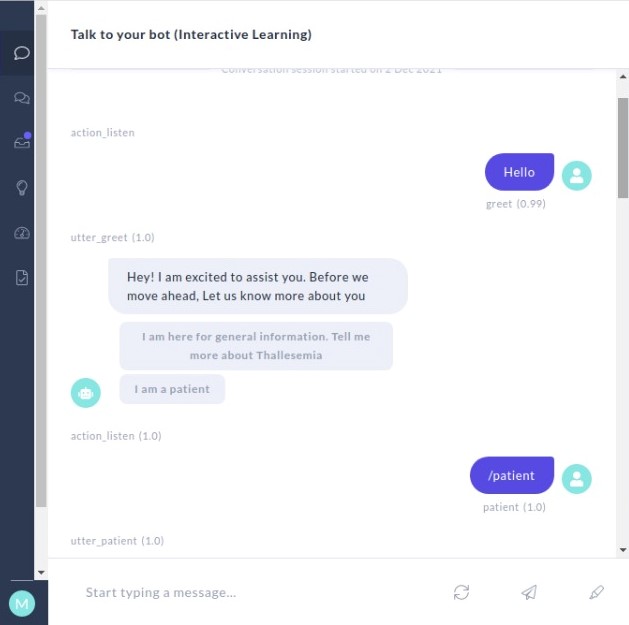 Talk to your bot (Interactive Learning)
Conversation session started on 2 Dec 2021
action_listen
Hello
greet (0.99)
utter_greet (1.0)
Hey! I am excited to assist you. Before we
move ahead, Let us know more about you
I am here for general information. Tell me
more about Thallesemia
I am a patient
action_listen (1.0)
/patient
patient (1.0)
utter_patient (1.0)
Start typing a message...
M